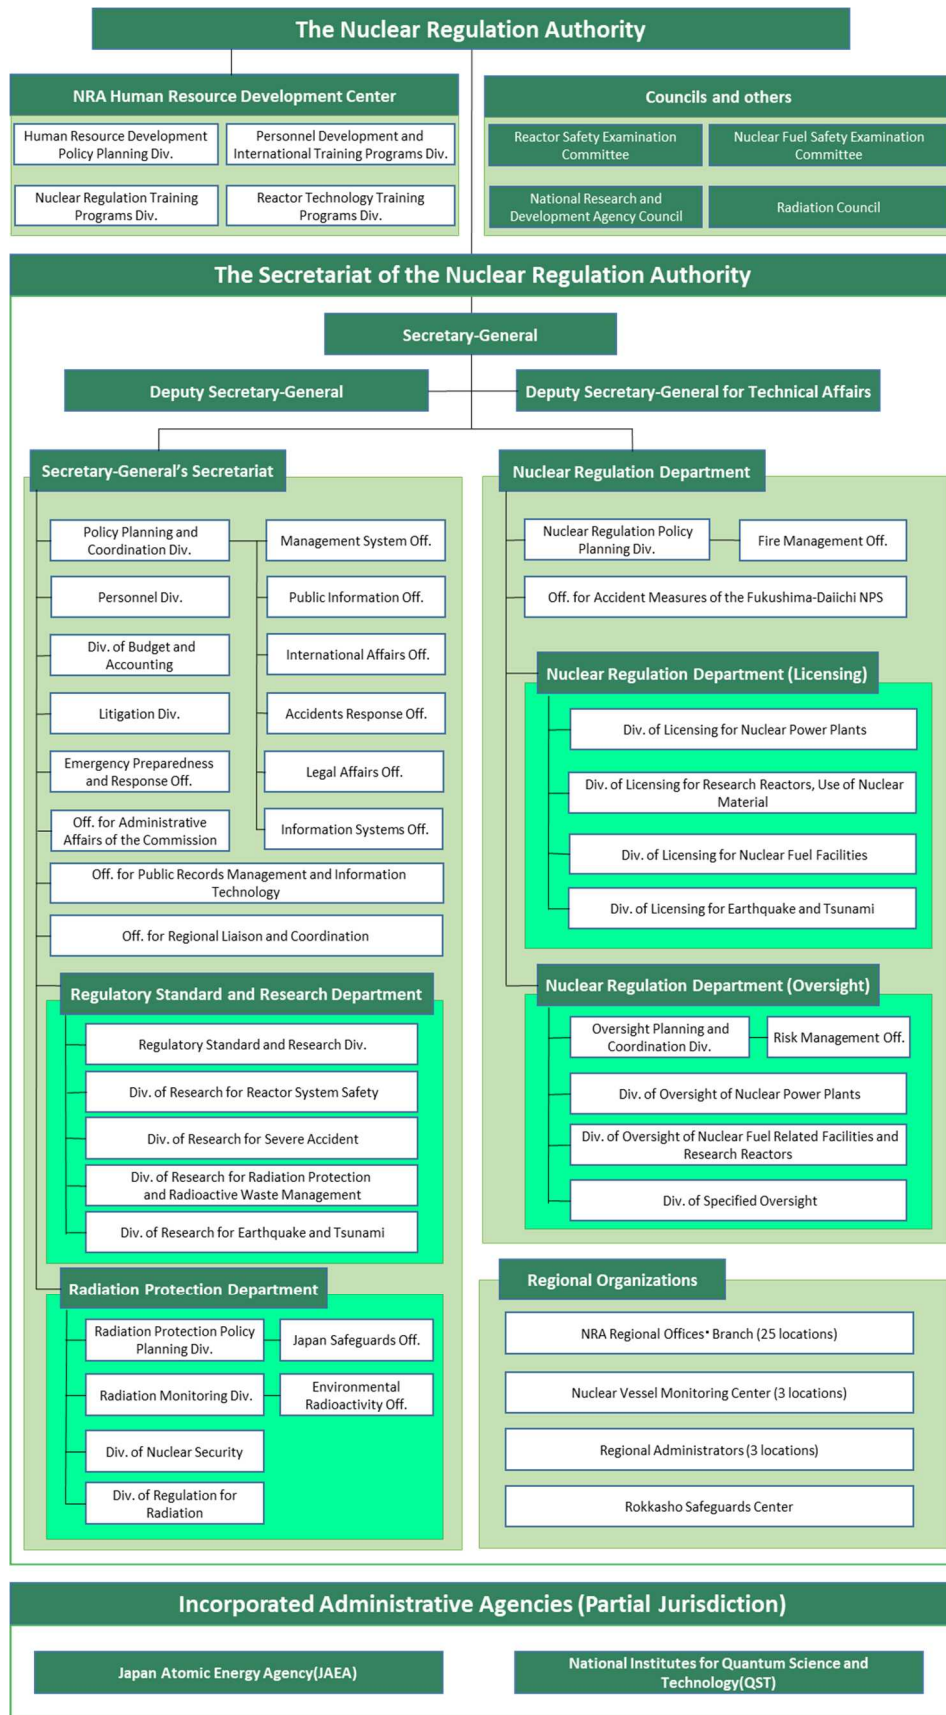 The Nuclear Regulation Authority
NRA Human Resource Development Center
Human Resource Development
Policy Planning Div.
Personnel Development and
International Training Programs Div.
Nuclear Regulation Training
Programs Div.
Reactor Technology Training
Programs Div.
Councils and others
Reactor Safety Examination
Committee
Nuclear Fuel Safety Examination
Committee
National Research and
Development Agency Council
Radiation Council
The Secretariat of the Nuclear Regulation Authority
Secretary-General
Deputy Secretary-General
Deputy Secretary-General for Technical Affairs
Secretary-General's Secretariat
Policy Planning and
Coordination Div.
Management System Off.
Personnel Div.
Public Information Off.
Div. of Budget and
Accounting
International Affairs Off.
Litigation Div.
Accidents Response Off.
Emergency Preparedness
and Response Off.
Legal Affairs Off.
Off. for Administrative
Affairs of the Commission
Information Systems Off.
Off. for Public Records Management and Information
Technology
Off. for Regional Liaison and Coordination
Regulatory Standard and Research Department
Regulatory Standard and Research Div.
Div. of Research for Reactor System Safety
Div. of Research for Severe Accident
Div. of Research for Radiation Protection
and Radioactive Waste Management
Div. of Research for Earthquake and Tsunami
Radiation Protection Department
Radiation Protection Policy
Planning Div.
Japan Safeguards Off.
Radiation Monitoring Div.
Environmental
Radioactivity Off.
Div. of Nuclear Security
Div. of Regulation for
Radiation
Nuclear Regulation Department
Nuclear Regulation Policy
Planning Div.
Fire Management Off.
Off. for Accident Measures of the Fukushima-Daiichi NPS
Nuclear Regulation Department (Licensing)
Div. of Licensing for Nuclear Power Plants
Div. of Licensing for Research Reactors, Use of Nuclear
Material
Div. of Licensing for Nuclear Fuel Facilities
Div. of Licensing for Earthquake and Tsunami
Nuclear Regulation Department (Oversight)
Oversight Planning and
Coordination Div.
Risk Management Off.
Div. of Oversight of Nuclear Power Plants
Div. of Oversight of Nuclear Fuel Related Facilities and
Research Reactors
Div. of Specified Oversight
Regional Organizations
NRA Regional Offices・Branch (25 locations)
Nuclear Vessel Monitoring Center (3 locations)
Regional Administrators (3 locations)
Rokkasho Safeguards Center
Incorporated Administrative Agencies (Partial Jurisdiction)
Japan Atomic Energy Agency(JAEA)
National Institutes for Quantum Science and
Technology(QST)